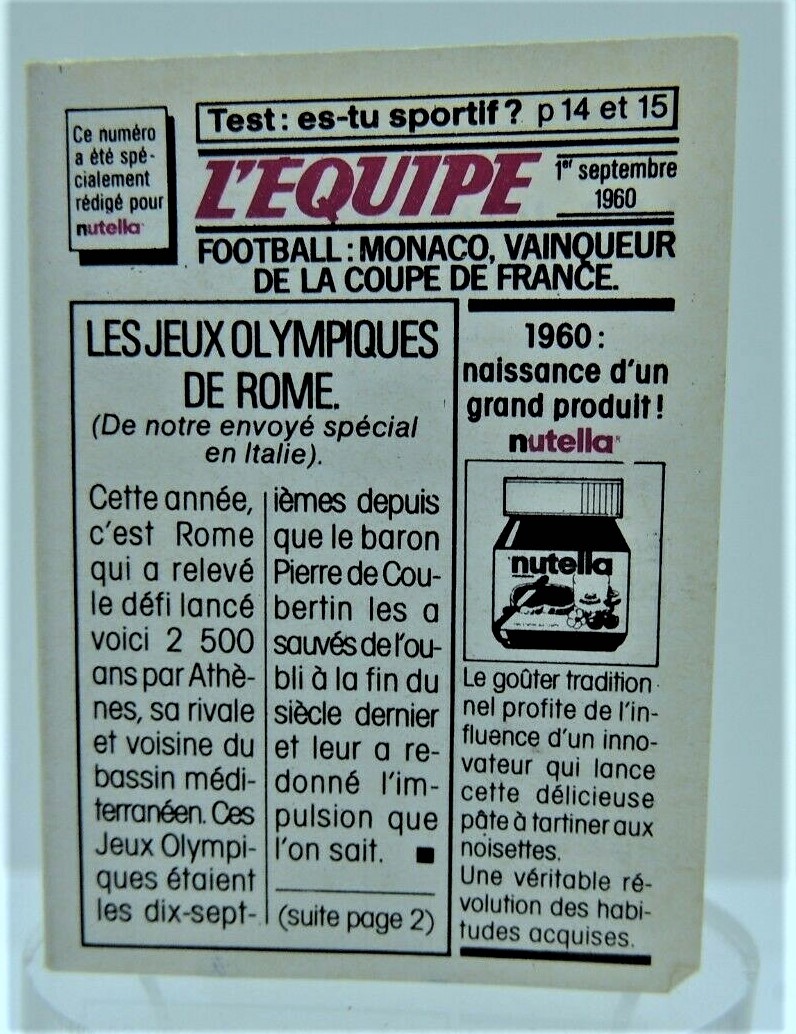 Ce numéro
a été spé-
cialement
rédigé pour
nutella
Test : es-tu sportif ? p 14 et 15
L'ÉQUIPE
1er septembre
1960
FOOTBALL : MONACO, VAINQUEUR
DE LA COUPE DE FRANCE.
LES JEUX OLYMPIQUES
DE ROME.
(De notre envoyé spécial
en Italie).
Cette année,
c'est Rome
qui a relevé
le défi lancé
voici 2 500
ans par Athè-
nes, sa rivale
et voisine du
bassin médi-
terranéen. Ces
Jeux Olympi-
ques étaient
les dix-sept-
ièmes depuis
que le baron
Pierre de Cou-
bertin les a
sauvés de l'ou-
bli à la fin du
siècle dernier
et leur a re-
donné l'im-
pulsion que
l'on sait. ■
(suite page 2)
1960 :
naissance d'un
grand produit !
nutella
nutella
Le goûter tradition-
nel profite de l'in-
fluence d'un inno-
vateur qui lance
cette délicieuse
pâte à tartiner aux
noisettes.
Une véritable ré-
volution des habi-
tudes acquises.